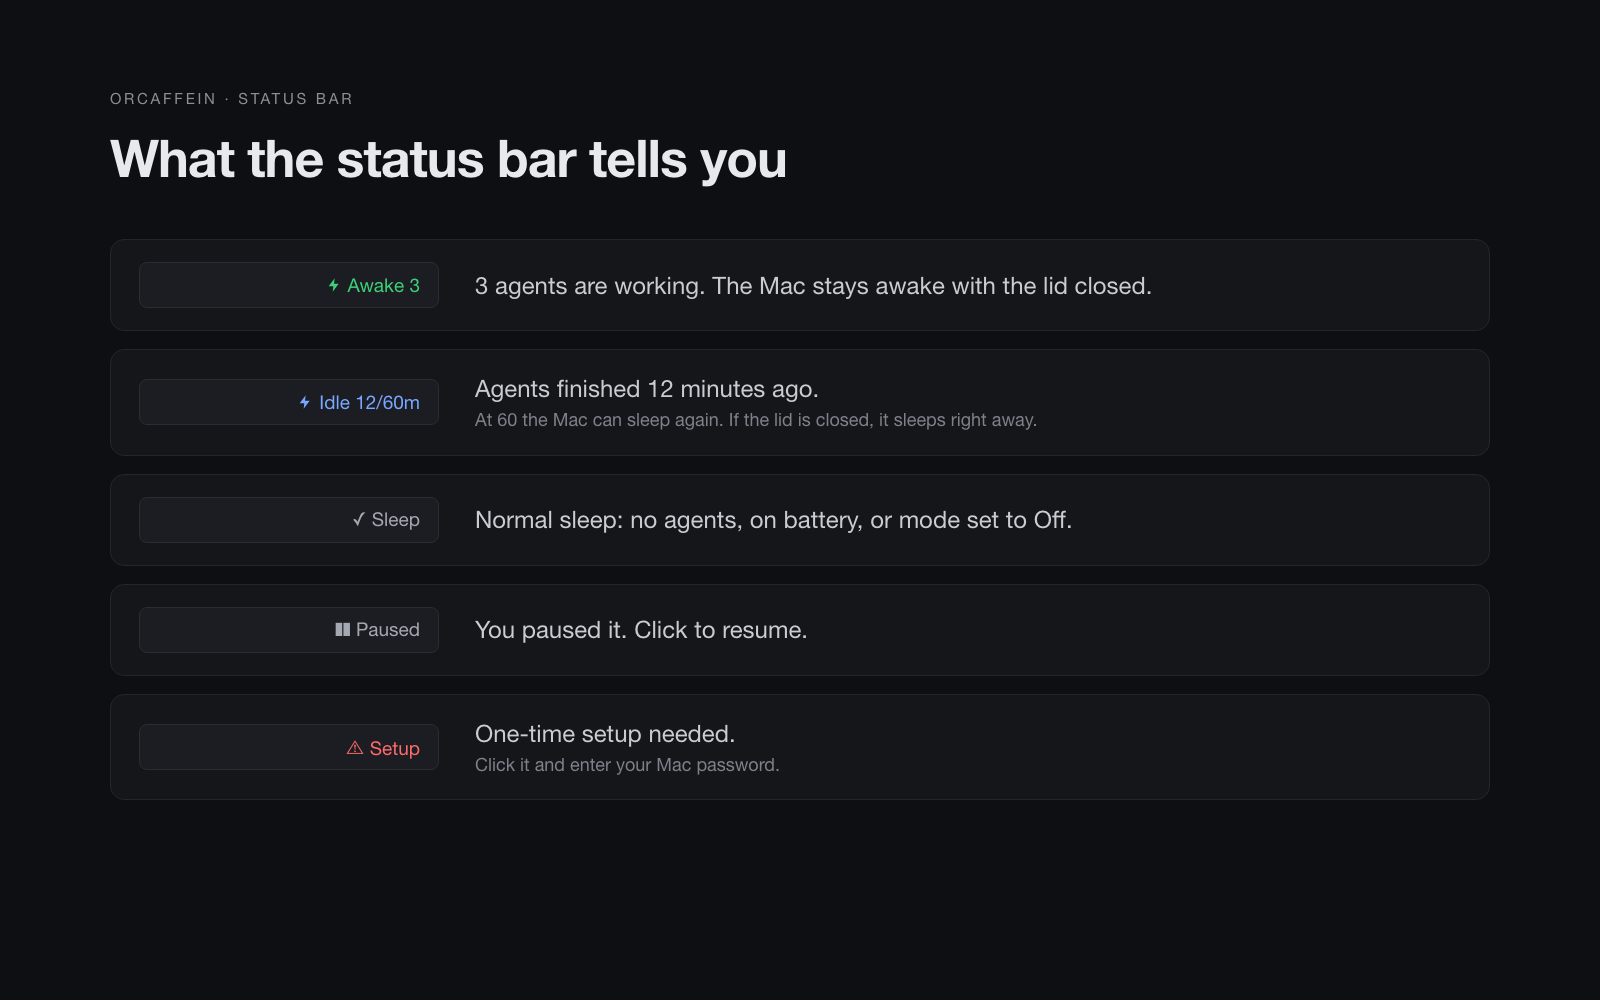 ORCAFFEIN · STATUS BAR
What the status bar tells you
Awake 3
3 agents are working. The Mac stays awake with the lid closed.
Idle 12/60m
Agents finished 12 minutes ago.
At 60 the Mac can sleep again. If the lid is closed, it sleeps right away.
✓ Sleep
Normal sleep: no agents, on battery, or mode set to Off.
Paused
You paused it. Click to resume.
⚠ Setup
One-time setup needed.
Click it and enter your Mac password.